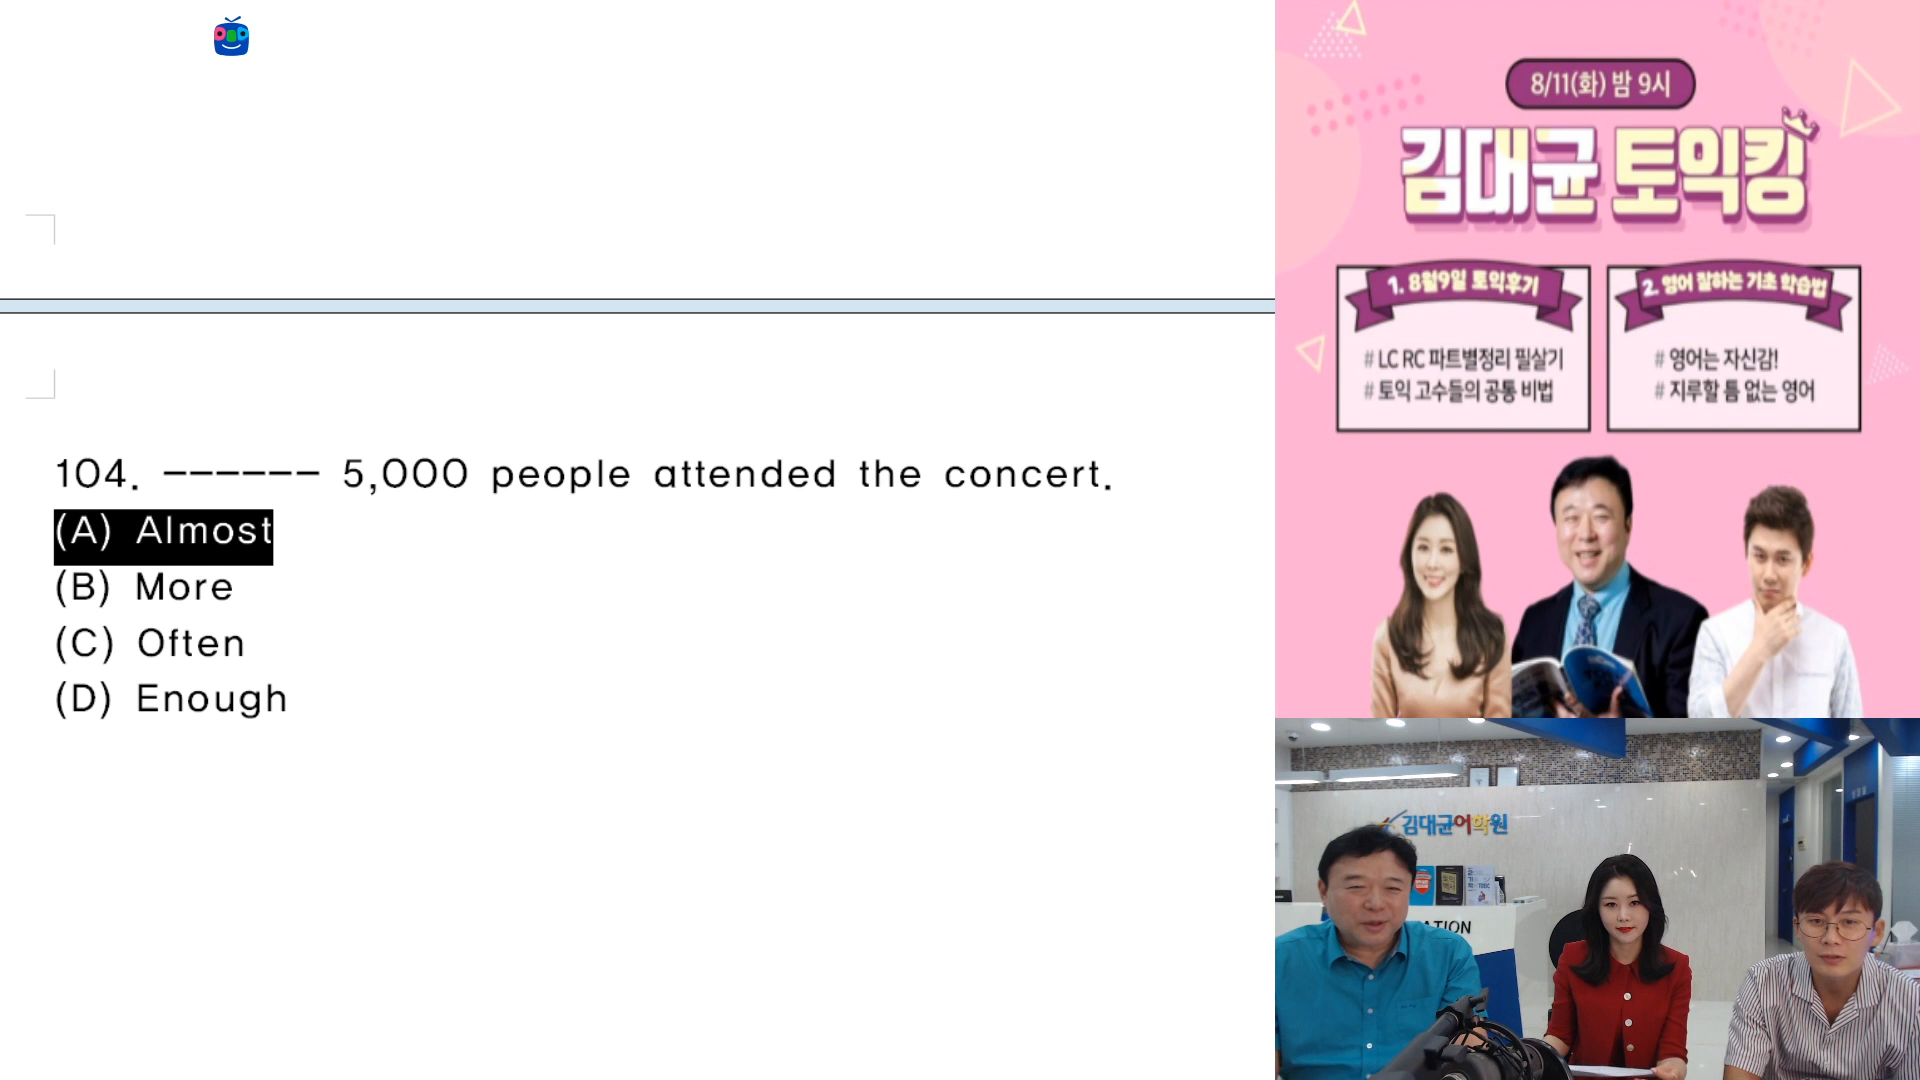 104. ------ 5,000 people attended the concert.
(A) Almost
(B) More
(C) Often
(D) Enough
8/11(화) 밤 9시
김대균 토익킹
1. 8월9일 토익후기
# LC RC 파트별정리 필살기
# 토익 고수들의 공통 비법
2. 영어 잘하는 기초 학습법
# 영어는 자신감!
# 지루할 틈 없는 영어
김대균어학원
ATION